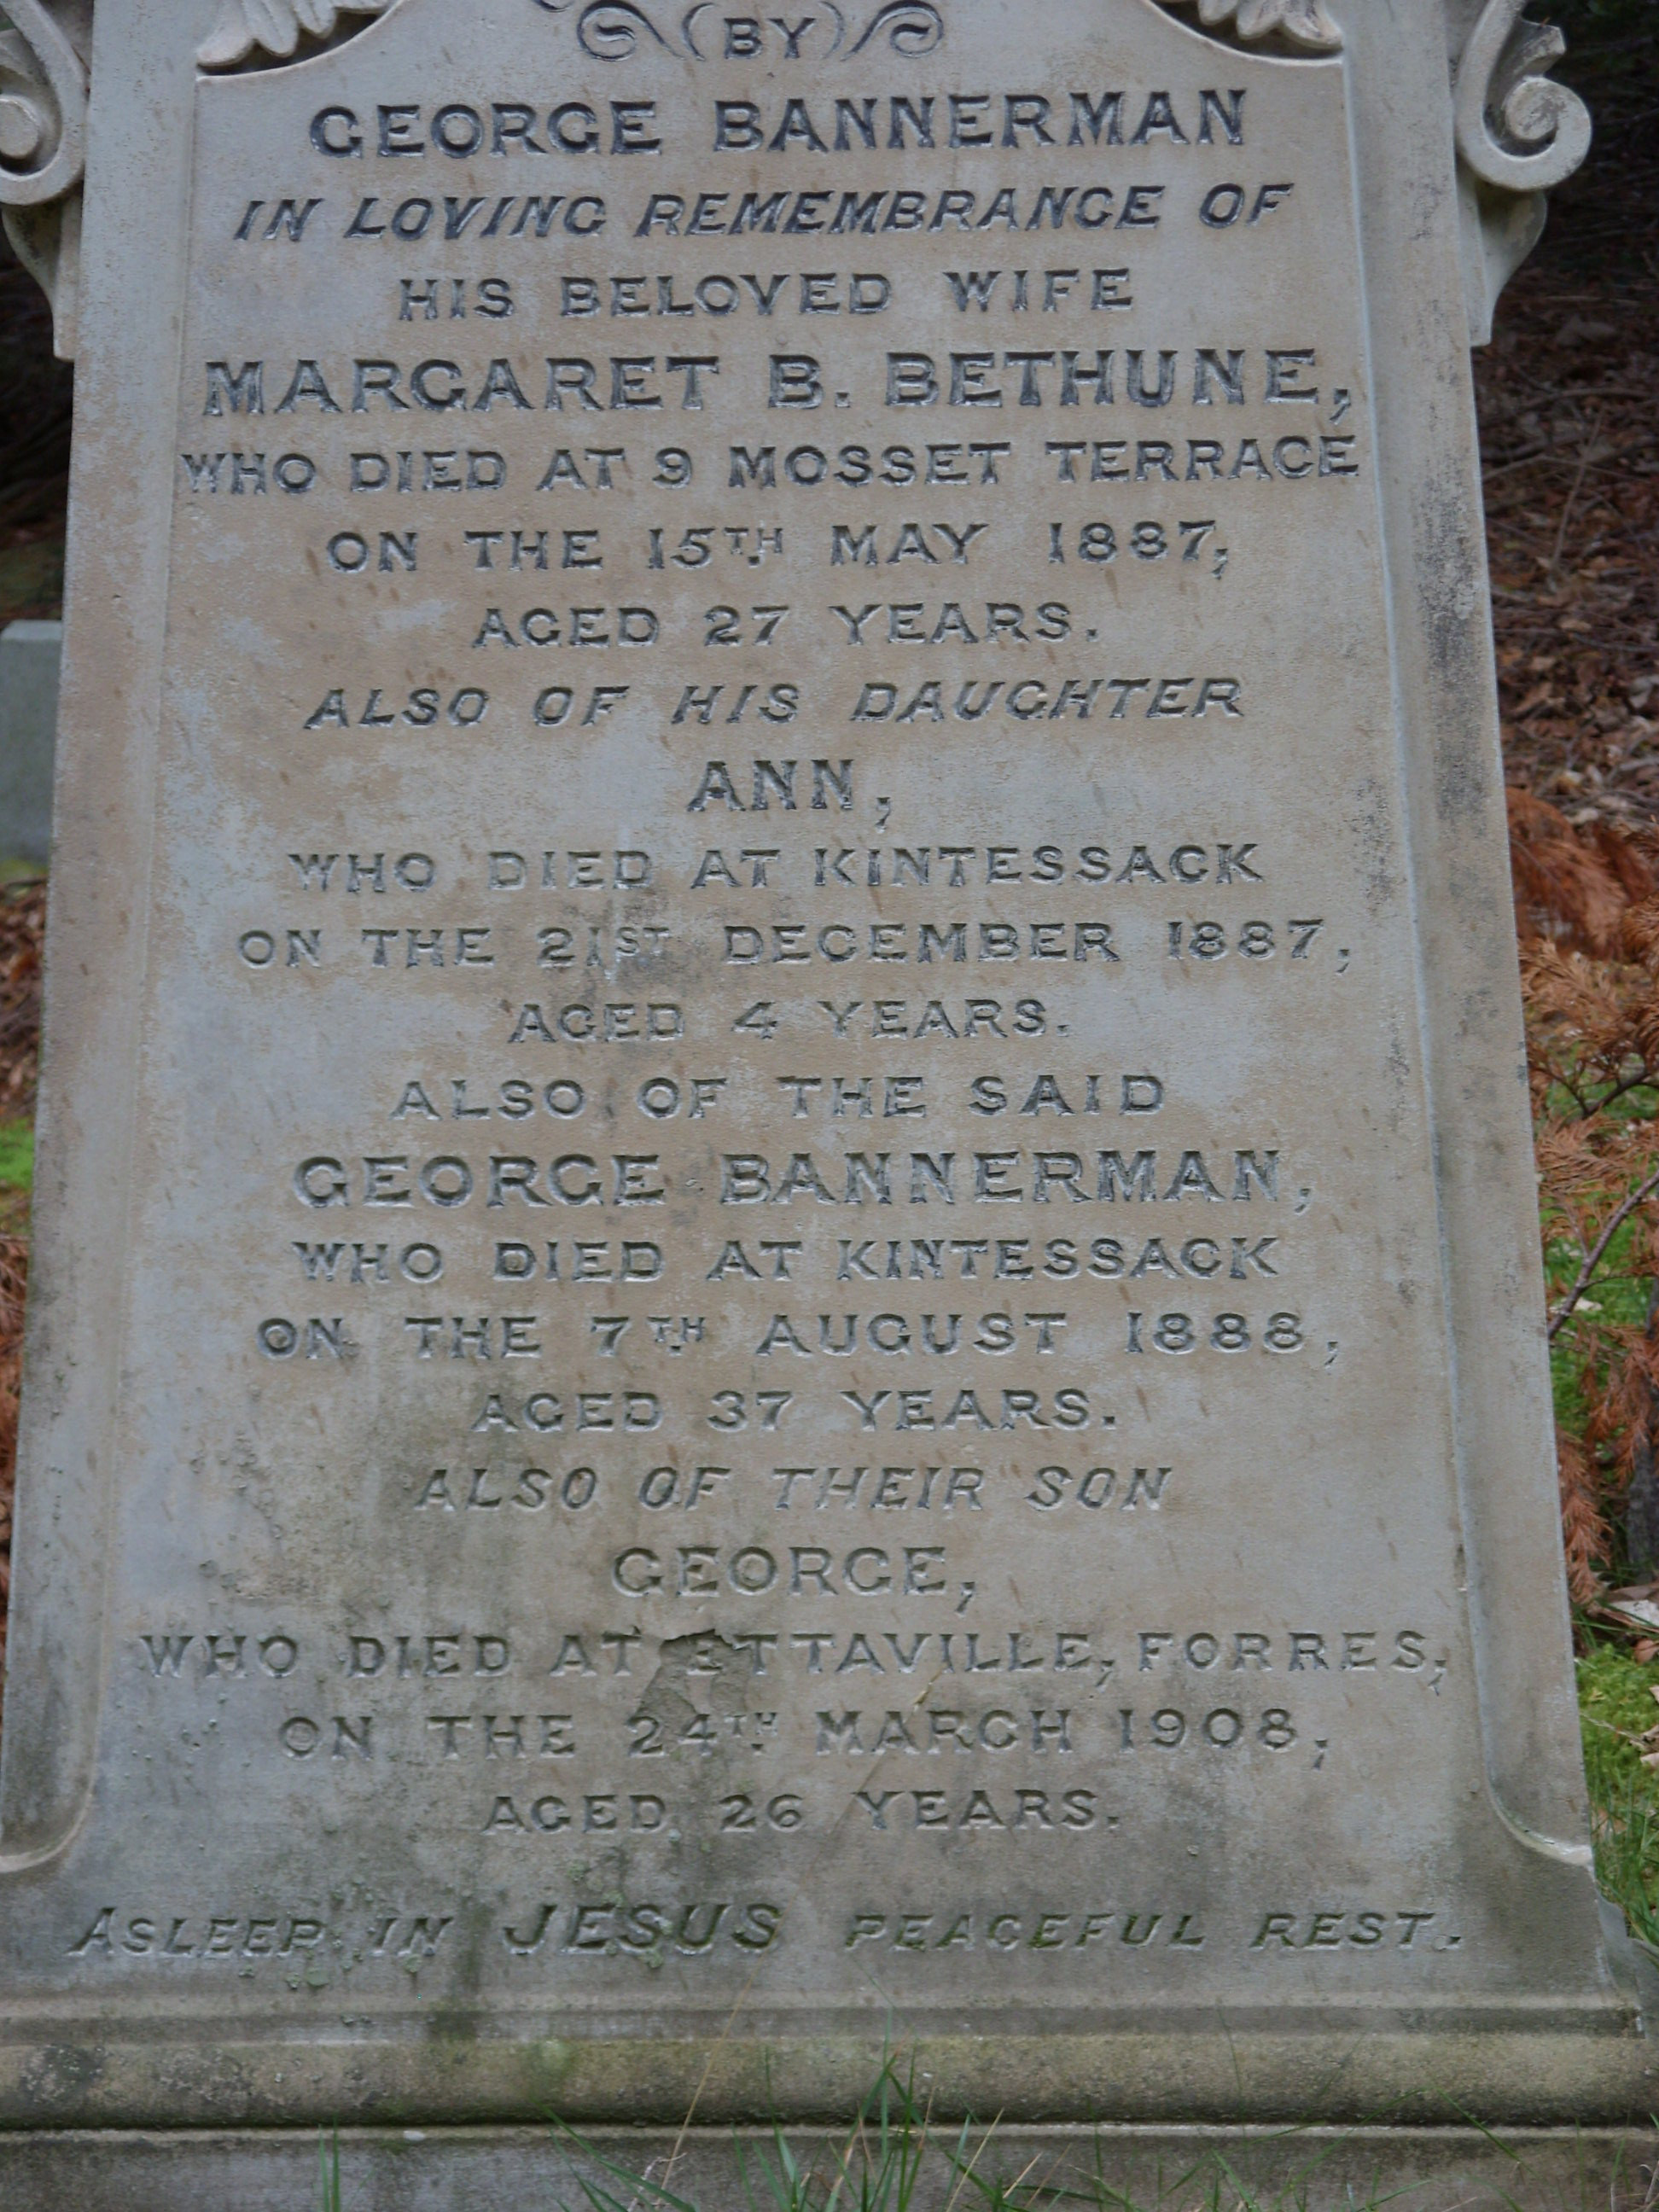 (BY)
GEORGE BANNERMAN
IN LOVING REMEMBRANCE OF
HIS BELOVED WIFE
MARGARET B. BETHUNE,
WHO DIED AT 9 MOSSET TERRACE
ON THE 15TH MAY 1887,
AGED 27 YEARS.
ALSO OF HIS DAUGHTER
ANN,
WHO DIED AT KINTESSACK
ON THE 21ST DECEMBER 1887,
AGED 4 YEARS.
ALSO OF THE SAID
GEORGE BANNERMAN,
WHO DIED AT KINTESSACK
ON THE 7TH AUGUST 1888,
AGED 37 YEARS.
ALSO OF THEIR SON
GEORGE,
WHO DIED AT ETTAVILLE, FORRES,
ON THE 24TH MARCH 1908,
AGED 26 YEARS.
ASLEEP IN JESUS PEACEFUL REST.